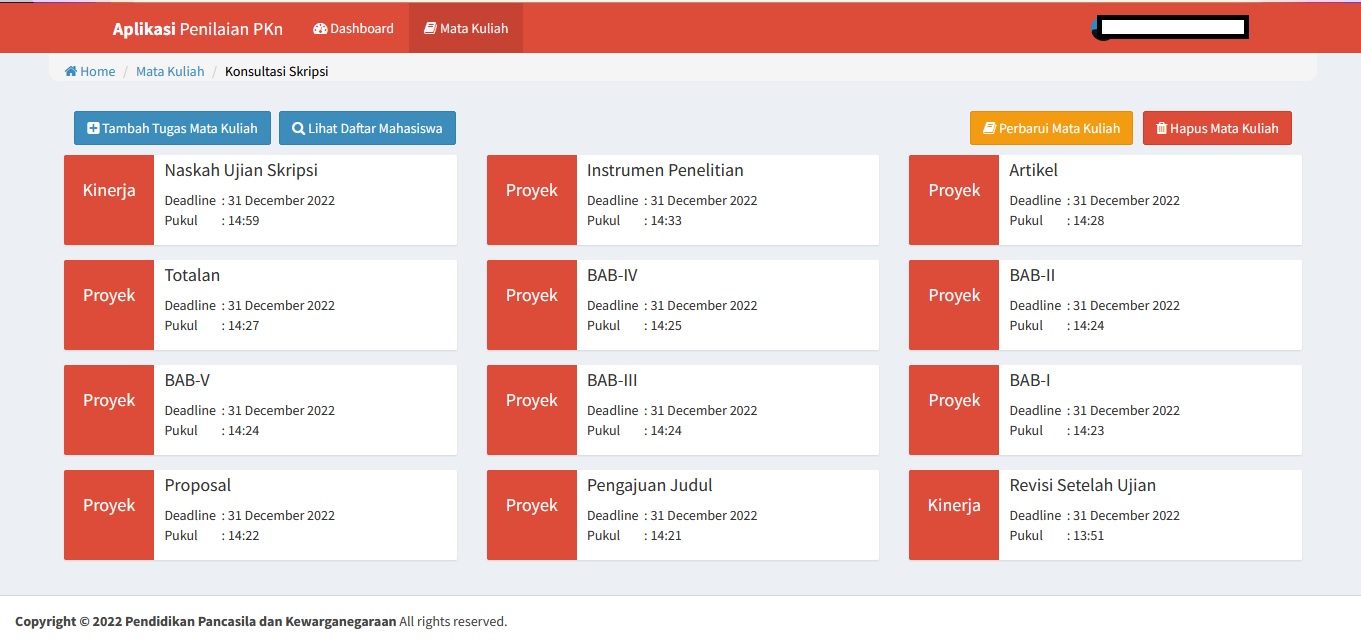 Aplikasi Penilaian PKn Dashboard Mata Kuliah
Home / Mata Kuliah / Konsultasi Skripsi
Tambah Tugas Mata Kuliah Lihat Daftar Mahasiswa Perbarui Mata Kuliah Hapus Mata Kuliah
Kinerja
Naskah Ujian Skripsi
Deadline : 31 December 2022
Pukul : 14:59
Proyek
Instrumen Penelitian
Deadline : 31 December 2022
Pukul : 14:33
Proyek
Artikel
Deadline : 31 December 2022
Pukul : 14:28
Proyek
Totalan
Deadline : 31 December 2022
Pukul : 14:27
Proyek
BAB-IV
Deadline : 31 December 2022
Pukul : 14:25
Proyek
BAB-II
Deadline : 31 December 2022
Pukul : 14:24
Proyek
BAB-V
Deadline : 31 December 2022
Pukul : 14:24
Proyek
BAB-III
Deadline : 31 December 2022
Pukul : 14:24
Proyek
BAB-I
Deadline : 31 December 2022
Pukul : 14:23
Proyek
Proposal
Deadline : 31 December 2022
Pukul : 14:22
Proyek
Pengajuan Judul
Deadline : 31 December 2022
Pukul : 14:21
Kinerja
Revisi Setelah Ujian
Deadline : 31 December 2022
Pukul : 13:51
Copyright © 2022 Pendidikan Pancasila dan Kewarganegaraan All rights reserved.